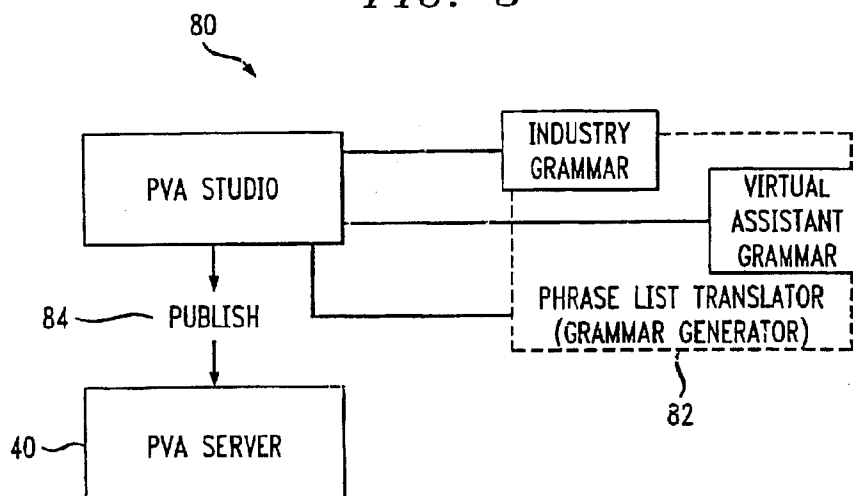 80
PVA STUDIO
INDUSTRY
GRAMMAR
VIRTUAL
ASSISTANT
GRAMMAR
84
PUBLISH
PHRASE LIST TRANSLATOR
(GRAMMAR GENERATOR)
82
40
PVA SERVER